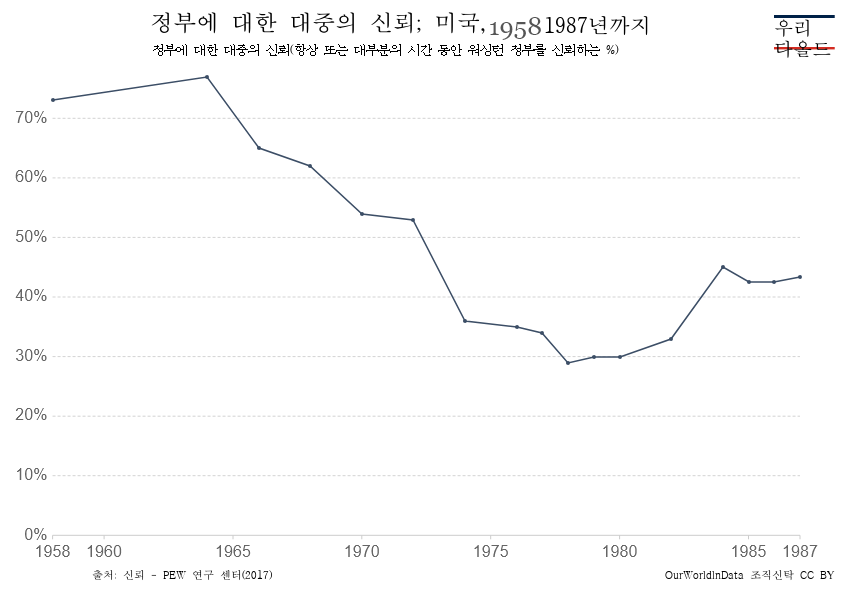 정부에 대한 대중의 신뢰; 미국,1958 1987년까지
우리
다울드
정부에 대한 대중의 신뢰(항상 또는 대부분의 시간 동안 워싱턴 정부를 신뢰하는 %)
70%
60%
50%
40%
30%
20%
10%
0%
1958 1960 1965 1970 1975 1980 1985 1987
출처: 신뢰 - PEW 연구 센터(2017) OurWorldInData 조직신탁 CC BY